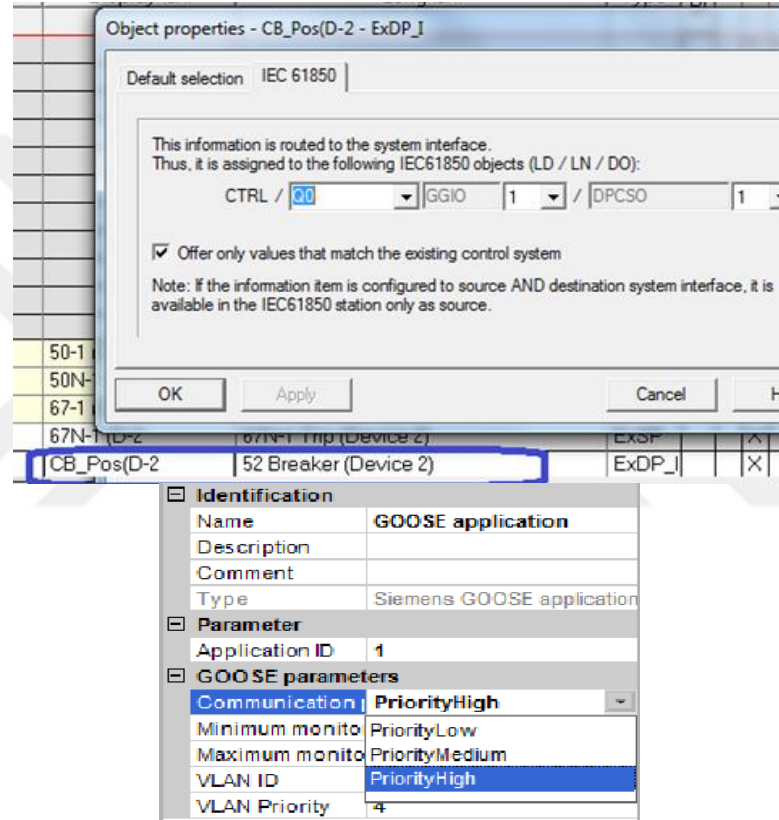 Object properties - CB_Pos(D-2 - ExDP_I
Default selection IEC 61850
This information is routed to the system interface.
Thus, it is assigned to the following IEC61850 objects (LD / LN / DO):
CTRL / Q0 GGIO 1 / DPCSO 1
Offer only values that match the existing control system
Note: If the information item is configured to source AND destination system interface, it is
available in the IEC61850 station only as source.
50-1
50N-
67-1
OK Apply Cancel H
67N-1 (D-2 67N-1 Trip (Device 2) ExSP X
CB_Pos(D-2 52 Breaker (Device 2) ExDP_I X
Identification
Name GOOSE application
Description
Comment
Type Siemens GOOSE application
Parameter
Application ID 1
GOOSE parameters
Communication PriorityHigh
Minimum monito PriorityLow
Maximum monito PriorityMedium
VLAN ID PriorityHigh
VLAN Priority 4